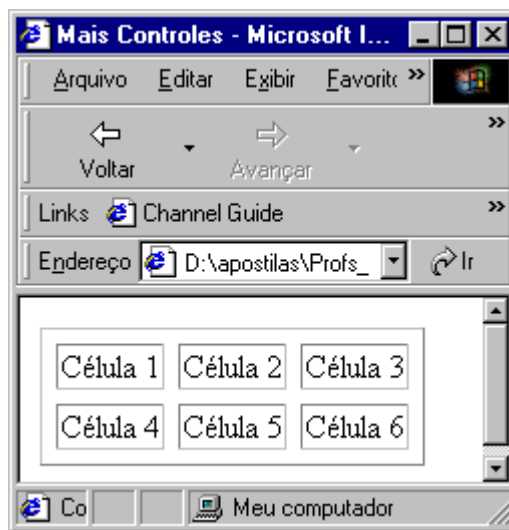 Mais Controles - Microsoft I...
Arquivo Editar Exibir Favorito »
Voltar Avançar »
Links Channel Guide »
Endereço D:\apostilas\Profs_ Ir
Célula 1 Célula 2 Célula 3
Célula 4 Célula 5 Célula 6
Co Meu computador